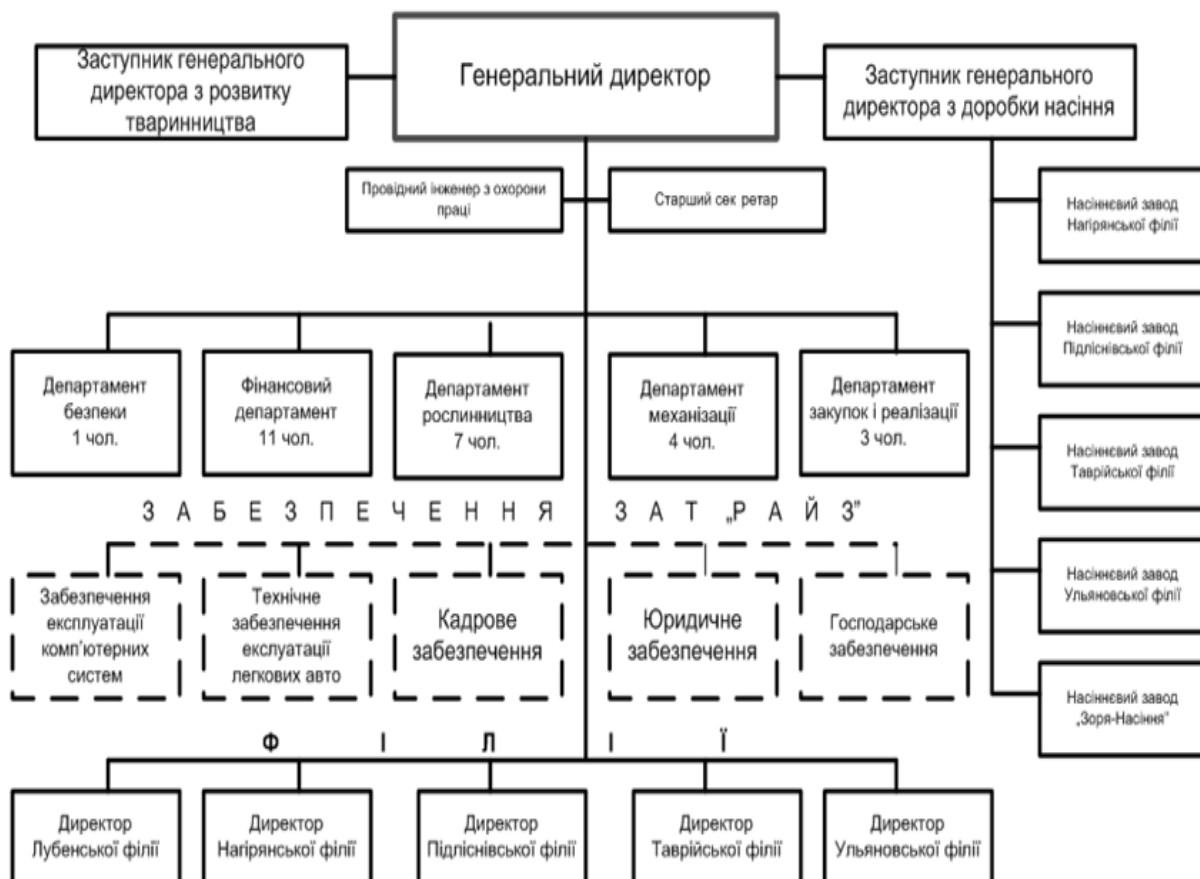 Заступник генерального
директора з розвитку
тваринництва
Генеральний директор
Заступник генерального
директора з доробки насіння
Провідний інженер з охорони
праці
Старший сек ретар
Насіннєвий завод
Нагірянської філії
Насіннєвий завод
Підліснівської філії
Насіннєвий завод
Таврійської філії
Насіннєвий завод
Ульяновської філії
Насіннєвий завод
„Зоря-Насіння"
Департамент
безпеки
1 чол.
Фінансовий
департамент
11 чол.
Департамент
рослинництва
7 чол.
Департамент
механізації
4 чол.
Департамент
закупок і реалізації
3 чол.
З А Б Е З П Е Ч Е Н Н Я З А Т „Р А Й З"
Забезпечення
експлуатації
комп'ютерних
систем
Технічне
забезпечення
екслуатації
легкових авто
Кадрове
забезпечення
Юридичне
забезпечення
Господарське
забезпечення
Ф І Л І Ї
Директор
Лубенської філії
Директор
Нагірянської філії
Директор
Підліснівської філії
Директор
Таврійської філії
Директор
Ульяновської філії